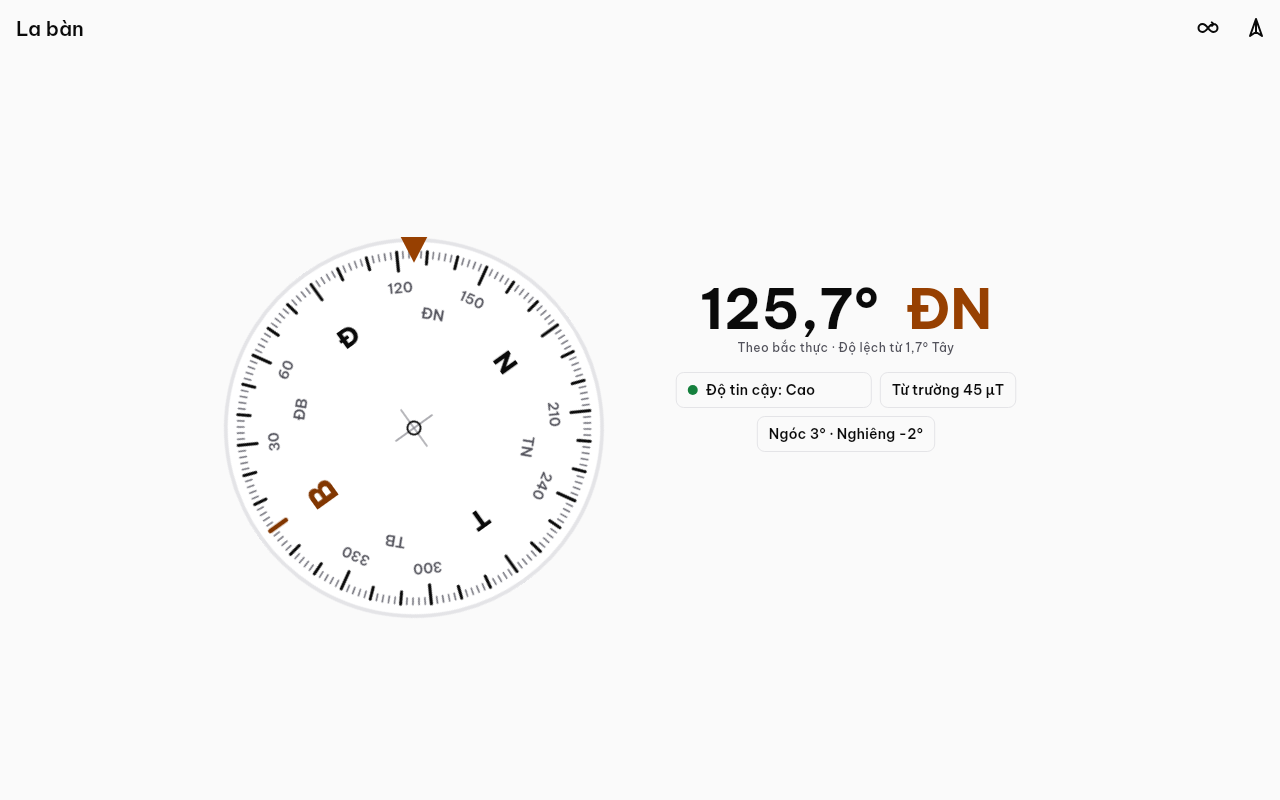 La bàn
120
150
ĐN
Đ
N
60
ĐB
210
30
TN
240
B
T
TB
330
300
125,7° ĐN
Theo bắc thực · Độ lệch từ 1,7° Tây
Độ tin cậy: Cao
Từ trường 45 µT
Ngóc 3° · Nghiêng -2°